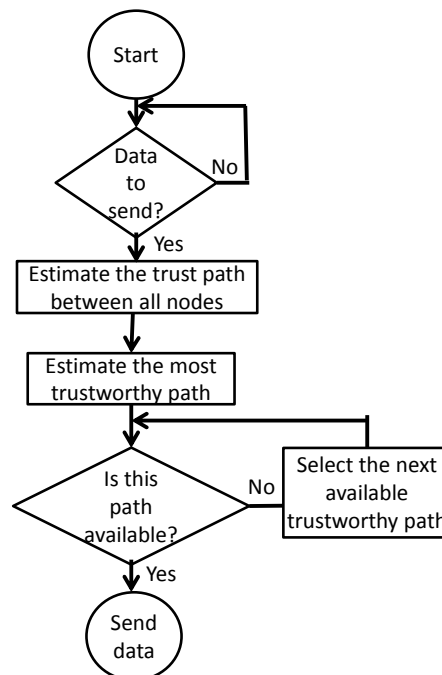 Start
Data
to
send?
No
Yes
Estimate the trust path
between all nodes
Estimate the most
trustworthy path
Is this
path
available?
No
Select the next
available
trustworthy path
Yes
Send
data